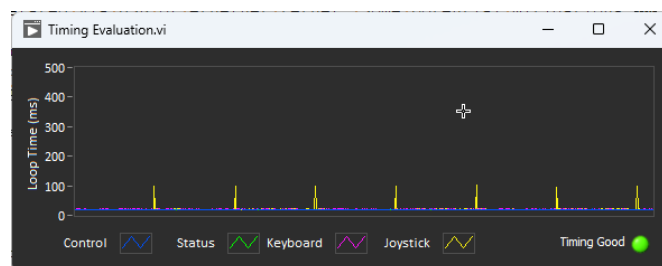 Timing Evaluation.vi
500
400
300
200
100
0
Loop Time (ms)
Control Status Keyboard Joystick Timing Good